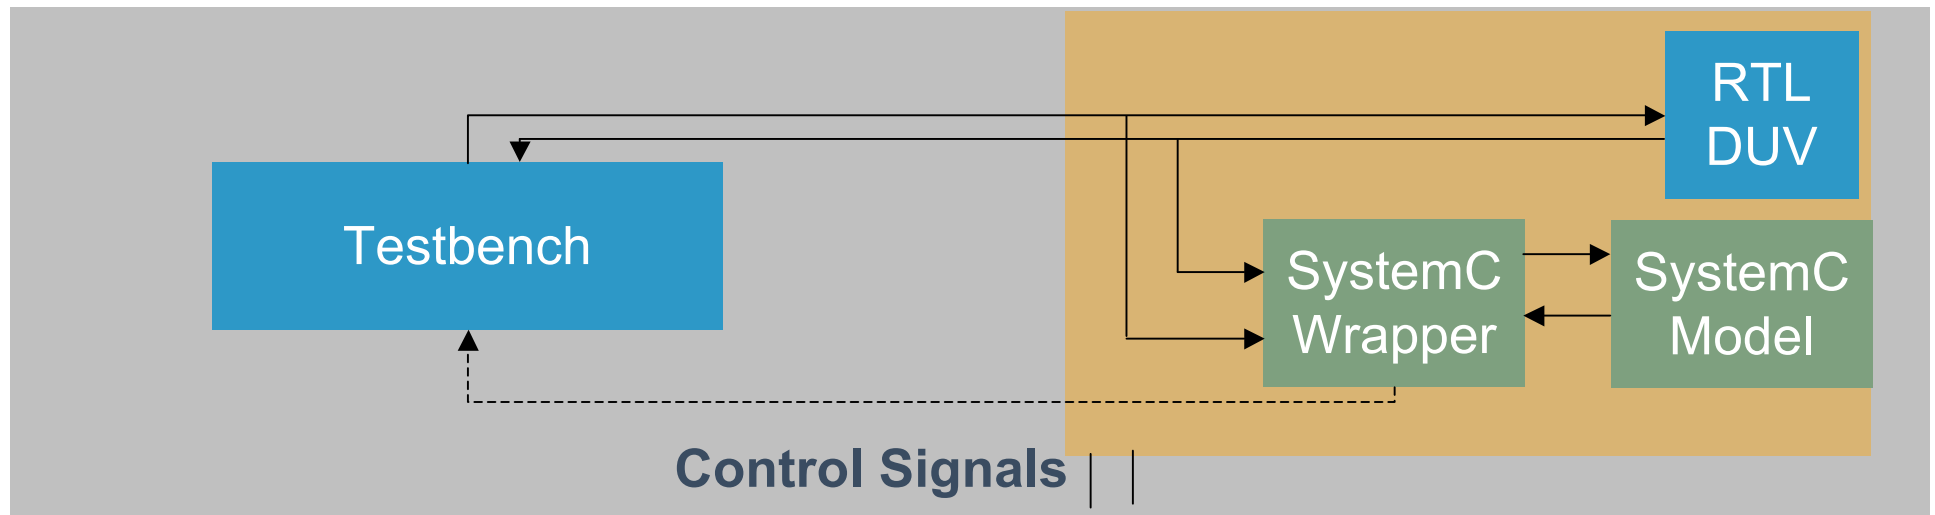 RTL
DUV
Testbench
SystemC
Wrapper
SystemC
Model
Control Signals